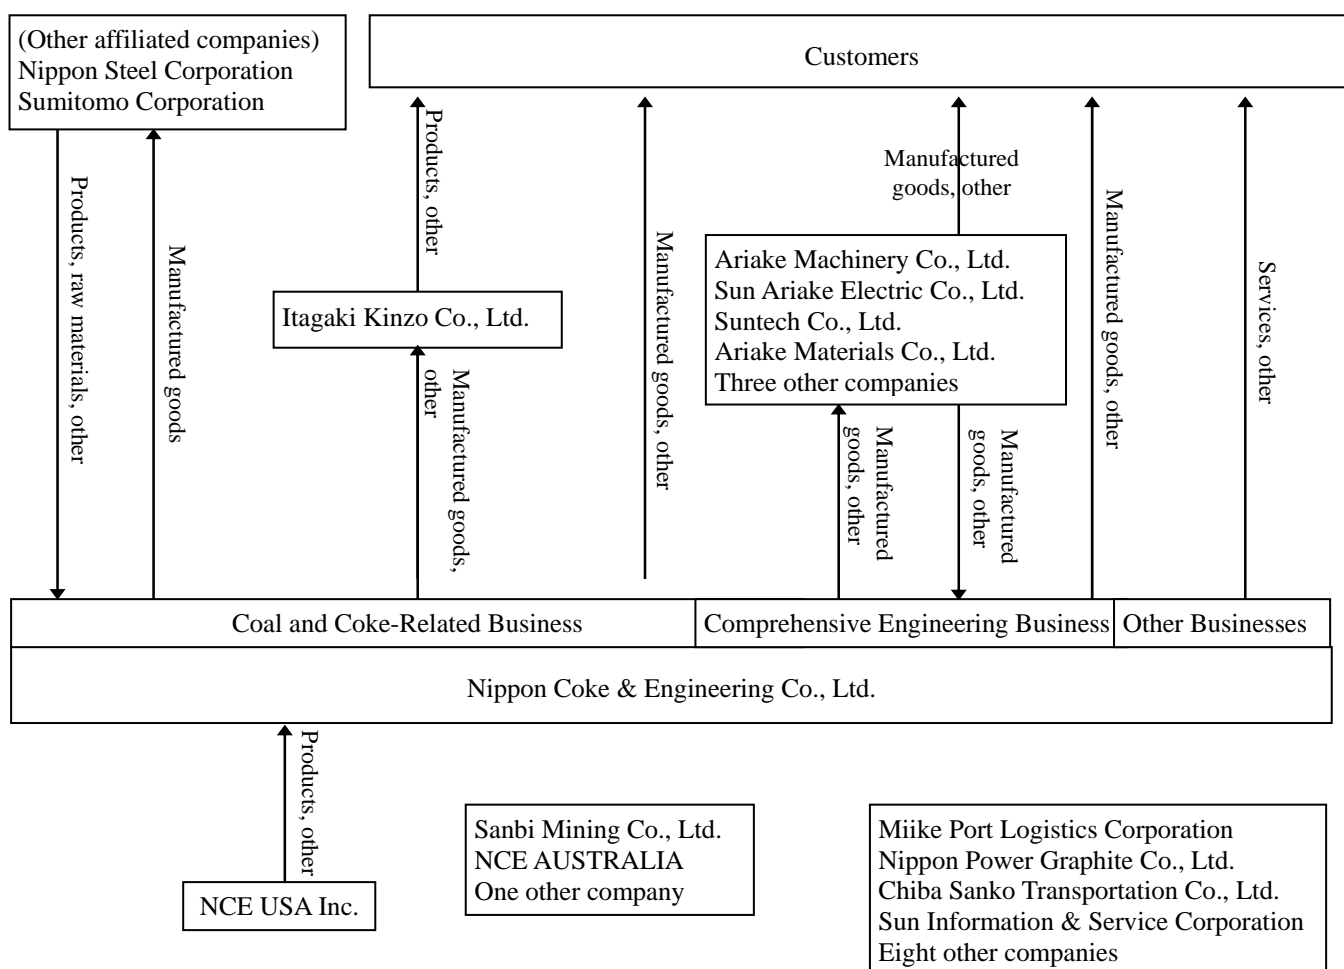 (Other affiliated companies)
Nippon Steel Corporation
Sumitomo Corporation
Customers
Products, raw materials, other
Manufactured goods
Products, other
Itagaki Kinzo Co., Ltd.
Manufactured goods,
other
Manufactured goods, other
Manufactured
goods, other
Ariake Machinery Co., Ltd.
Sun Ariake Electric Co., Ltd.
Suntech Co., Ltd.
Ariake Materials Co., Ltd.
Three other companies
Manufactured
goods, other
Manufactured
goods, other
Manufactured goods, other
Services, other
Coal and Coke-Related Business
Comprehensive Engineering Business
Other Businesses
Nippon Coke & Engineering Co., Ltd.
Products, other
NCE USA Inc.
Sanbi Mining Co., Ltd.
NCE AUSTRALIA
One other company
Miike Port Logistics Corporation
Nippon Power Graphite Co., Ltd.
Chiba Sanko Transportation Co., Ltd.
Sun Information & Service Corporation
Eight other companies